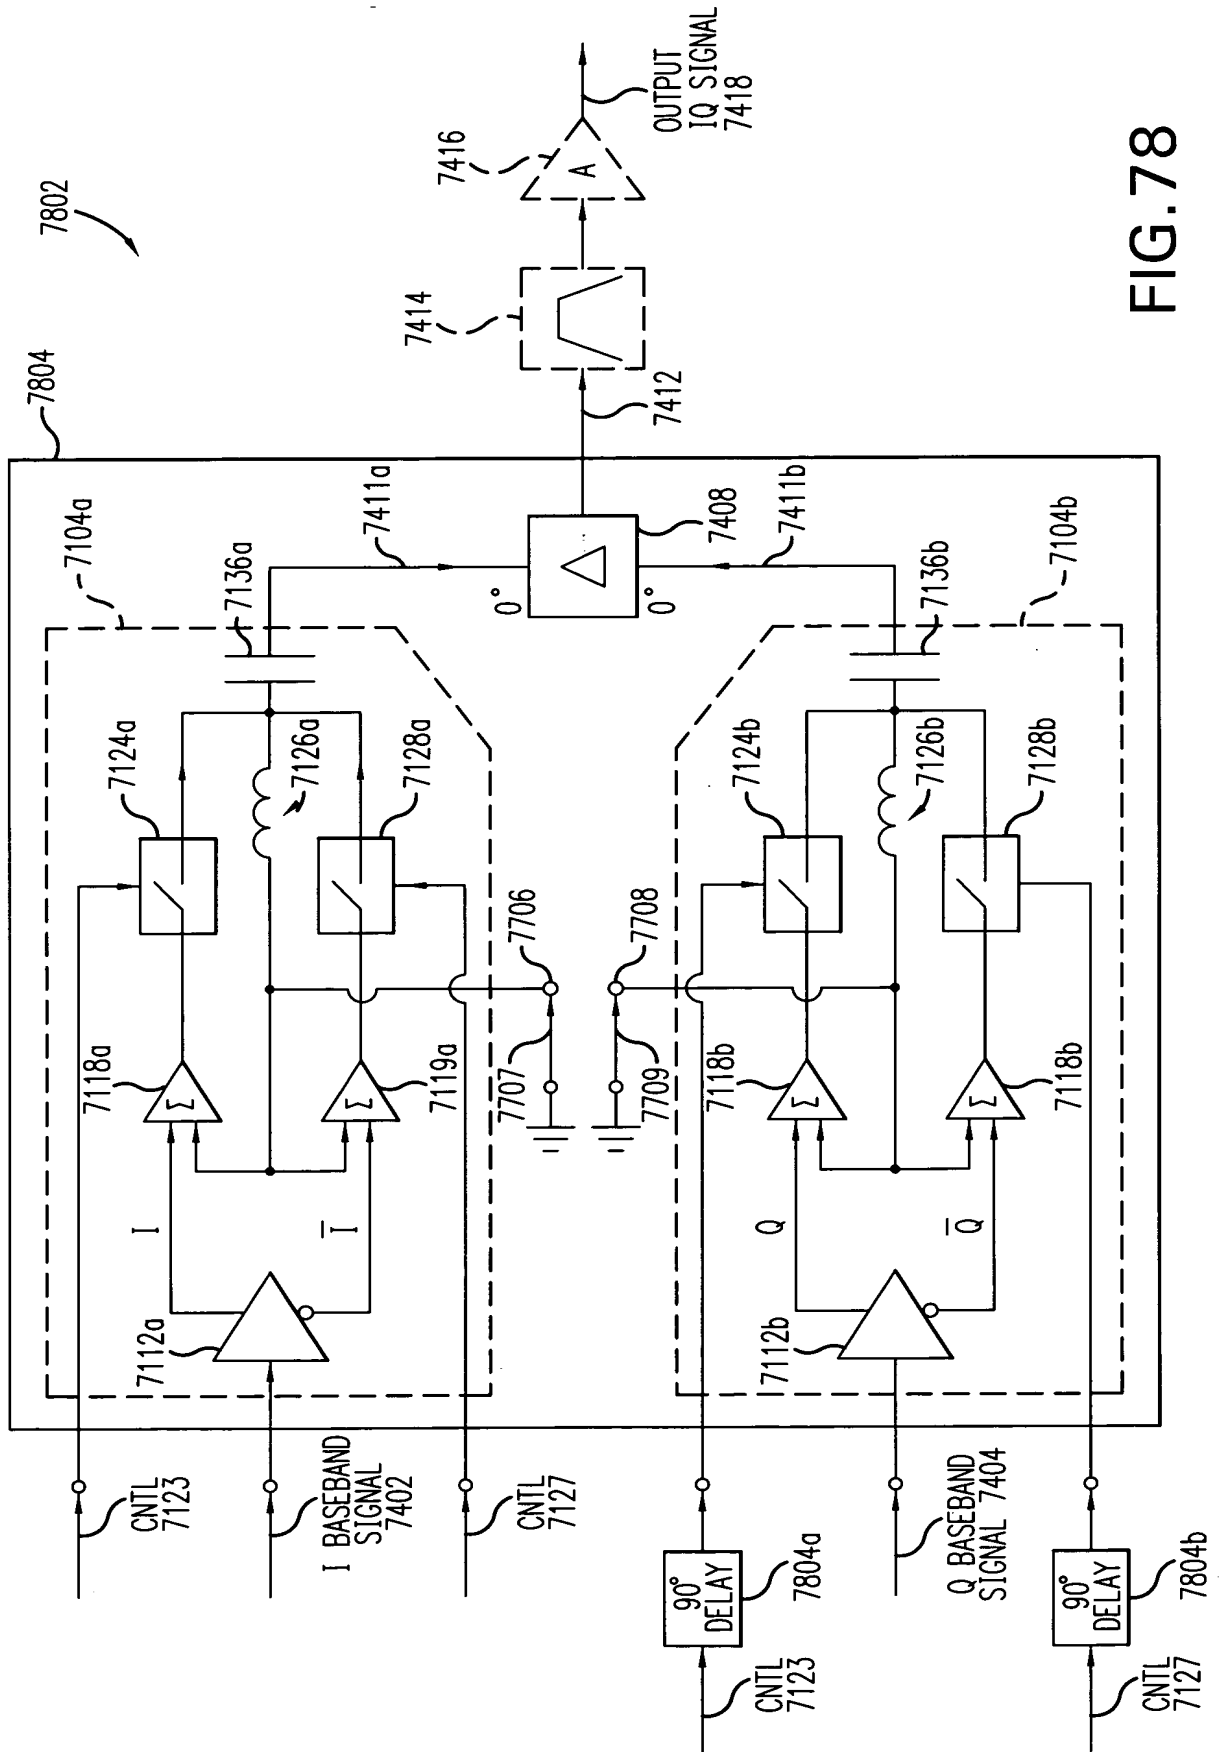 7802
7804
7104a
7136a
7124a
7126a
7128a
7118a
Σ
7119a
Σ
I
I̅
7112a
CNTL
7123
I BASEBAND
SIGNAL
7402
CNTL
7127
7411a
0°
0°
7408
7411b
7412
7414
A
7416
OUTPUT
IQ SIGNAL
7418
7706
7707
7708
7709
7104b
7136b
7124b
7126b
7128b
7118b
Σ
7118b
Σ
Q
Q̅
7112b
90°
DELAY
7804a
CNTL
7123
Q BASEBAND
SIGNAL 7404
90°
DELAY
7804b
CNTL
7127
FIG.78